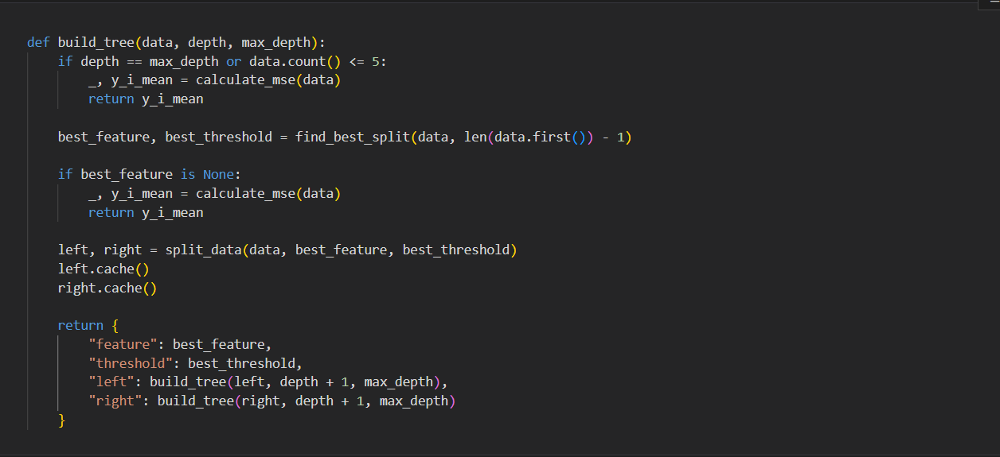 def build_tree(data, depth, max_depth):
    if depth == max_depth or data.count() <= 5:
        _, y_i_mean = calculate_mse(data)
        return y_i_mean

    best_feature, best_threshold = find_best_split(data, len(data.first()) - 1)

    if best_feature is None:
        _, y_i_mean = calculate_mse(data)
        return y_i_mean

    left, right = split_data(data, best_feature, best_threshold)
    left.cache()
    right.cache()

    return {
        "feature": best_feature,
        "threshold": best_threshold,
        "left": build_tree(left, depth + 1, max_depth),
        "right": build_tree(right, depth + 1, max_depth)
    }